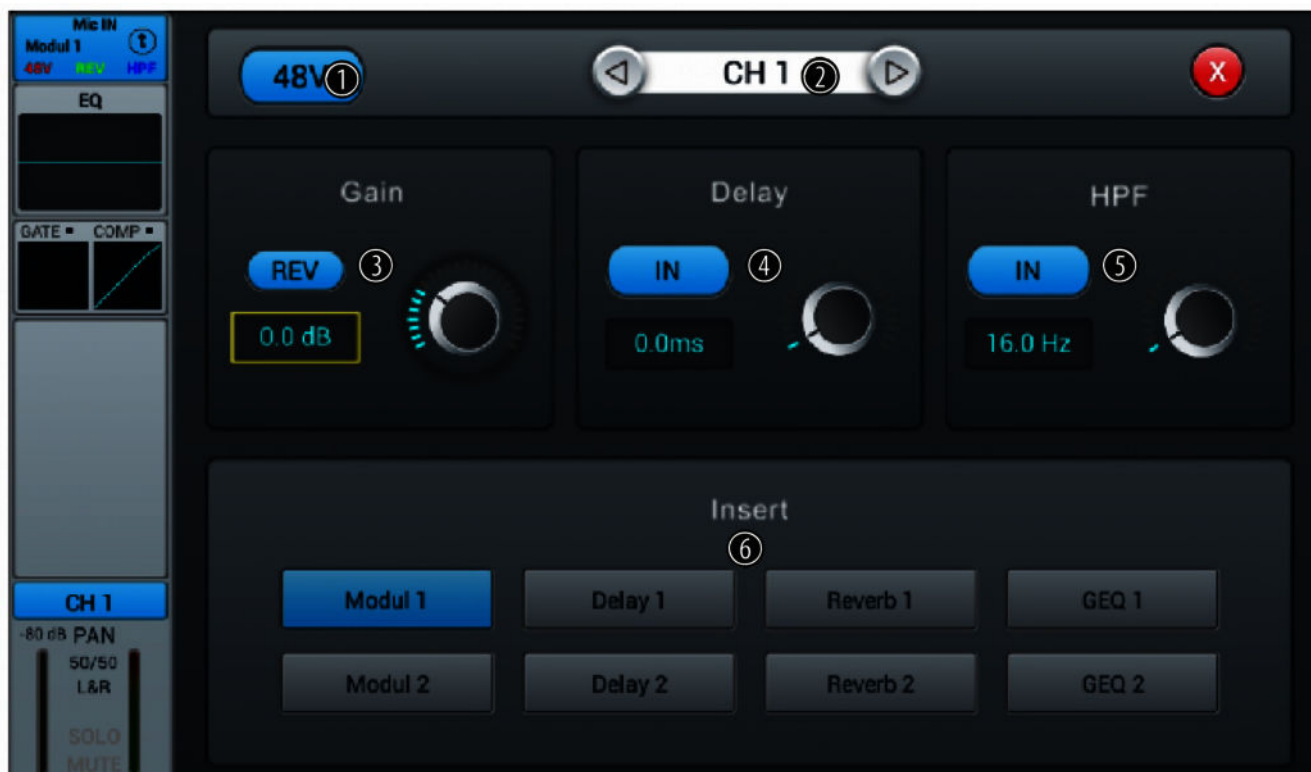 Mic IN
Modul 1
48V REV HPF
EQ
GATE COMP
CH 1
-80 dB PAN
50/50
L&R
SOLO
MUTE
48V ①
CH 1 ②
X
Gain
REV ③
0.0 dB
Delay
IN ④
0.0ms
HPF
IN ⑤
16.0 Hz
Insert
⑥
Modul 1 Delay 1 Reverb 1 GEQ 1
Modul 2 Delay 2 Reverb 2 GEQ 2